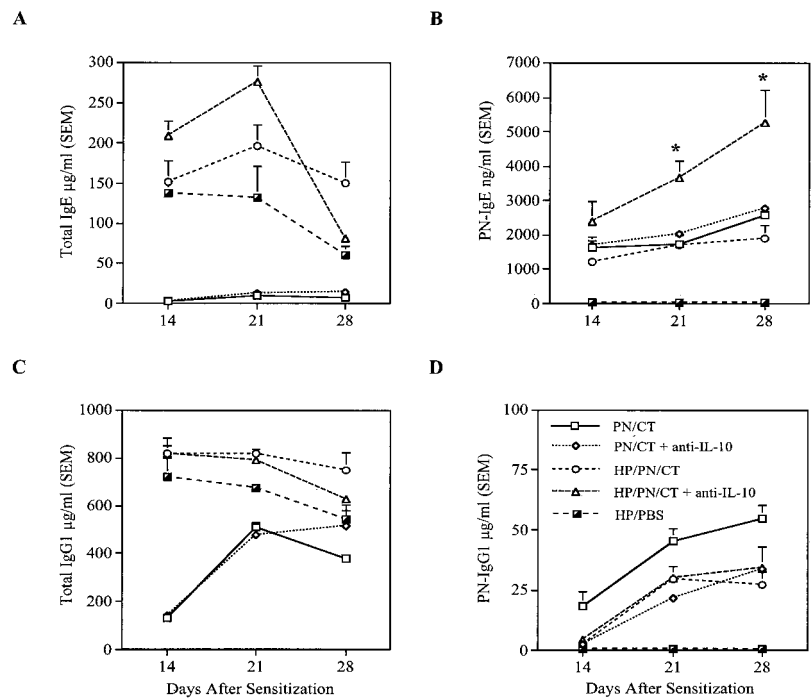 A
Total IgE µg/ml (SEM)
300
250
200
150
100
50
0
14
21
28
B
PN-IgE ng/ml (SEM)
7000
6000
5000
4000
3000
2000
1000
0
*
*
14
21
28
C
Total IgG1 µg/ml (SEM)
1000
800
600
400
200
0
14
21
28
Days After Sensitization
D
PN-IgG1 µg/ml (SEM)
100
75
50
25
0
PN/CT
PN/CT + anti-IL-10
HP/PN/CT
HP/PN/CT + anti-IL-10
HP/PBS
14
21
28
Days After Sensitization